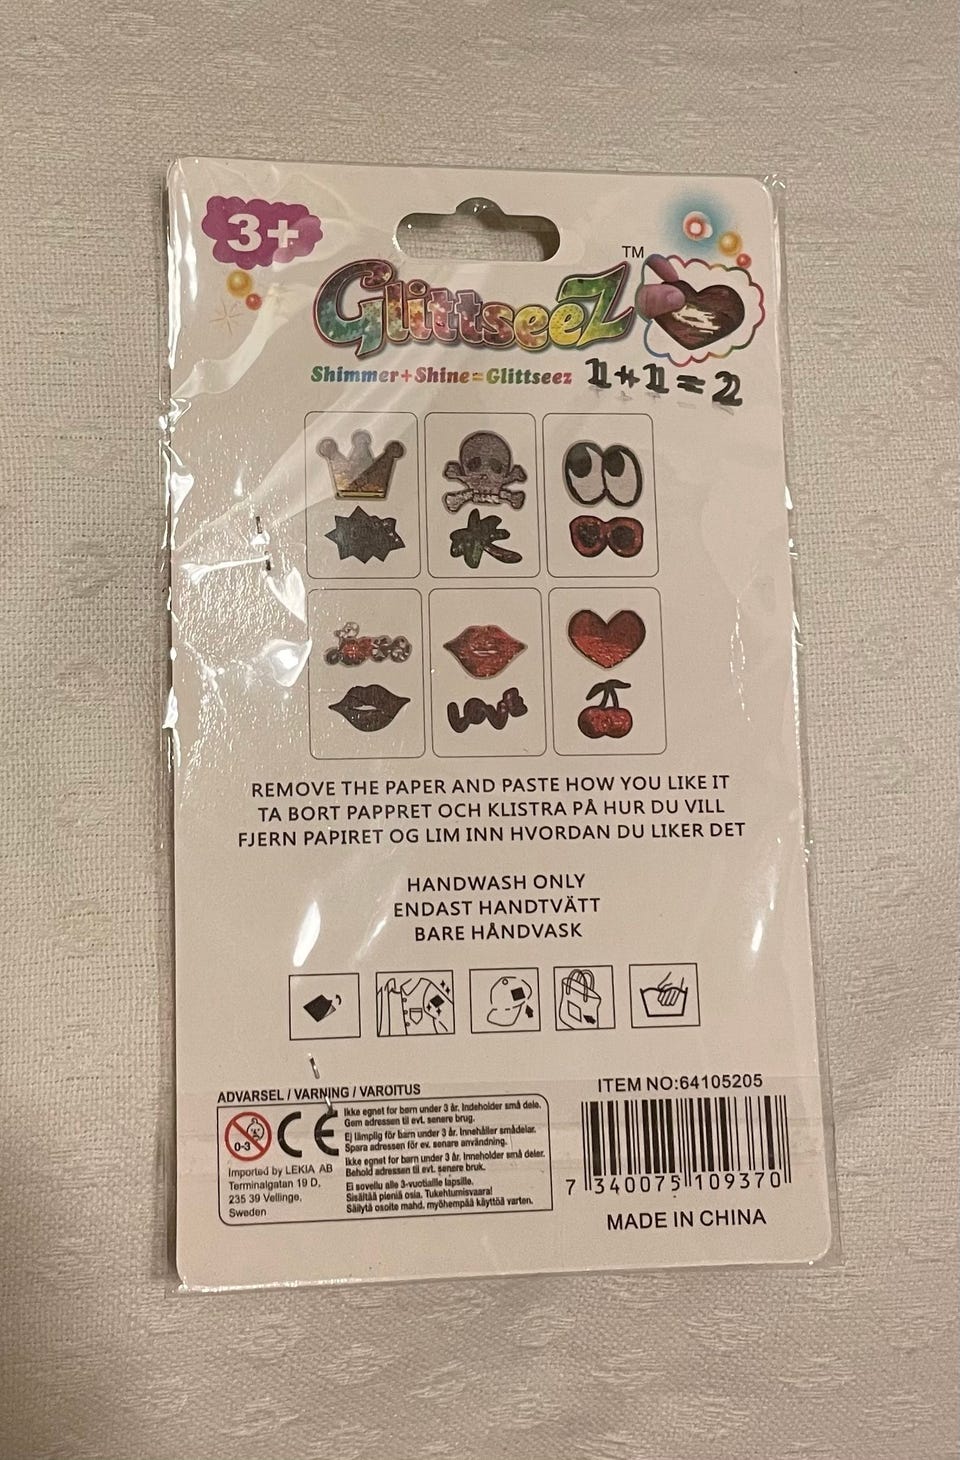 3+
GlittseeZ™
Shimmer+Shine=Glittseez 1+1=2
LOVE
REMOVE THE PAPER AND PASTE HOW YOU LIKE IT
TA BORT PAPPRET OCH KLISTRA PÅ HUR DU VILL
FJERN PAPIRET OG LIM INN HVORDAN DU LIKER DET
HANDWASH ONLY
ENDAST HANDTVÄTT
BARE HÅNDVASK
ADVARSEL / VARNING / VAROITUS
0-3
CE
Imported by LEKIA AB
Terminalgatan 19 D,
235 39 Vellinge,
Sweden
Ikke egnet for børn under 3 år. Indeholder små dele.
Gem adressen til evt. senere brug.
Ej lämplig för barn under 3 år. Innehåller smådelar.
Spara adressen för ev. senare användning.
Ikke egnet for barn under 3 år. Inneholder små deler.
Behold adressen til evt. senere bruk.
Ei sovellu alle 3-vuotiaille lapsille.
Sisältää pieniä osia. Tukehtumisvaara!
Säilytä osoite mahd. myöhempää käyttöä varten.
ITEM NO:64105205
7 340075 109370
MADE IN CHINA